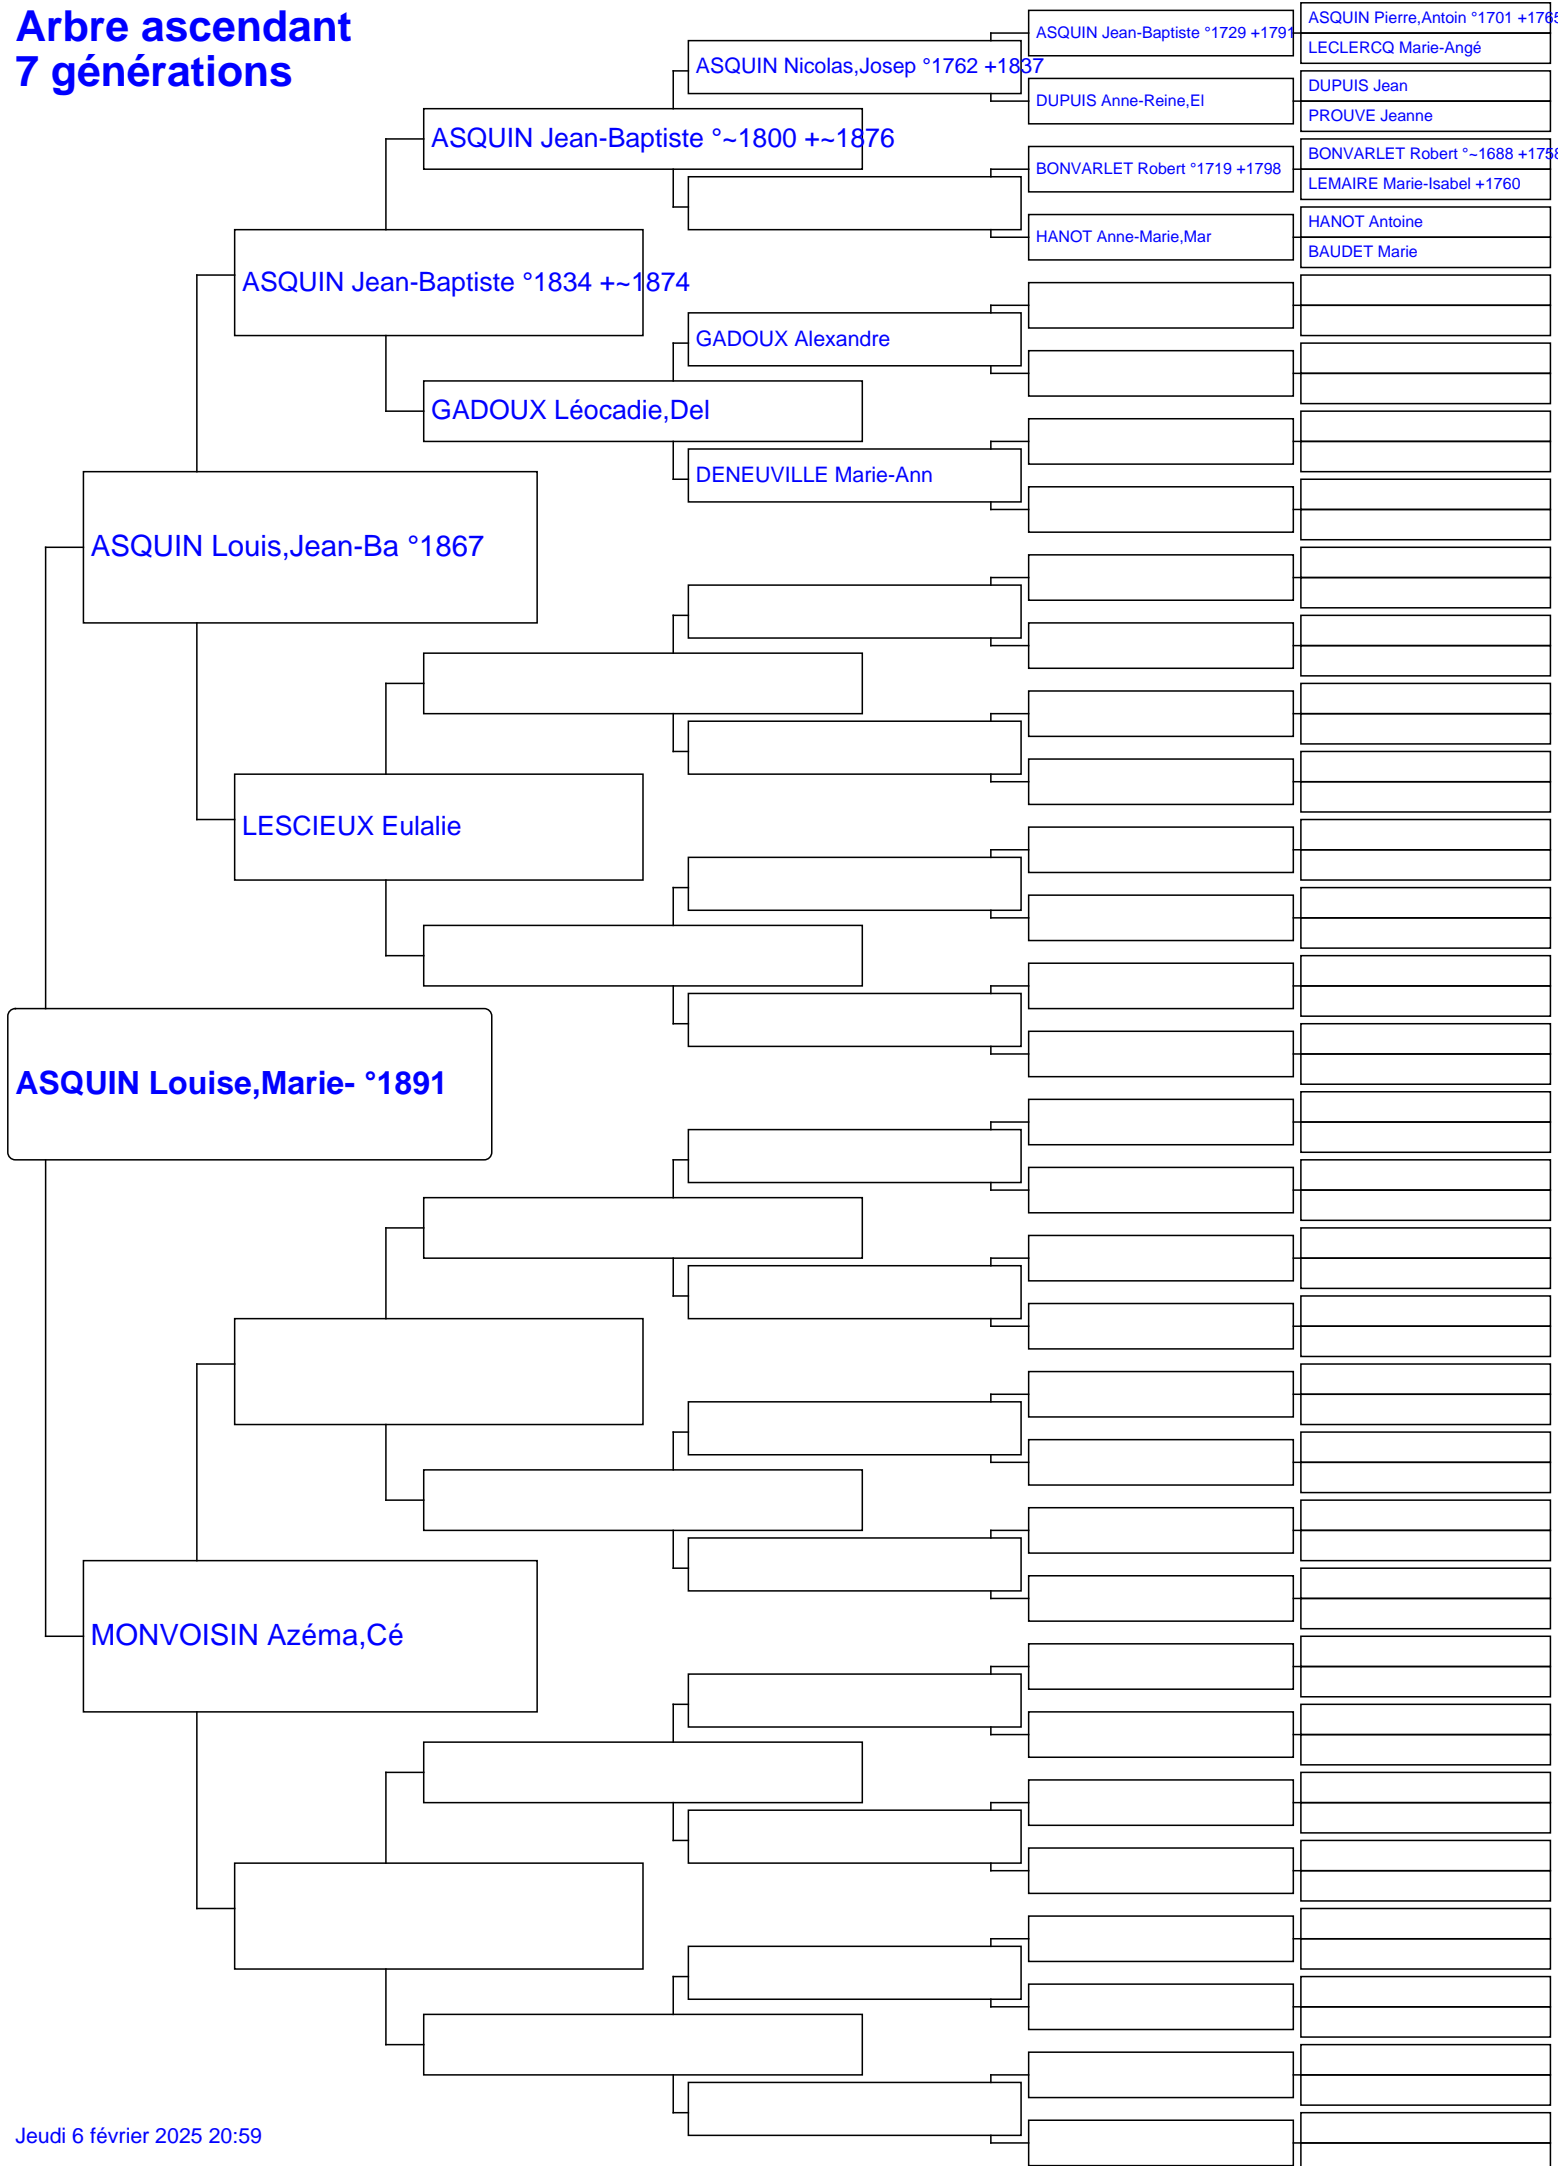 Arbre ascendant
7 générations
ASQUIN Pierre,Antoin °1701 +1765
ASQUIN Jean-Baptiste °1729 +1791
LECLERCQ Marie-Angé
ASQUIN Nicolas,Josep °1762 +1837
DUPUIS Jean
DUPUIS Anne-Reine,El
PROUVE Jeanne
ASQUIN Jean-Baptiste °~1800 +~1876
BONVARLET Robert °~1688 +1758
BONVARLET Robert °1719 +1798
LEMAIRE Marie-Isabel +1760
HANOT Antoine
HANOT Anne-Marie,Mar
BAUDET Marie
ASQUIN Jean-Baptiste °1834 +~1874
GADOUX Alexandre
GADOUX Léocadie,Del
DENEUVILLE Marie-Ann
ASQUIN Louis,Jean-Ba °1867
LESCIEUX Eulalie
ASQUIN Louise,Marie- °1891
MONVOISIN Azéma,Cé
Jeudi 6 février 2025 20:59